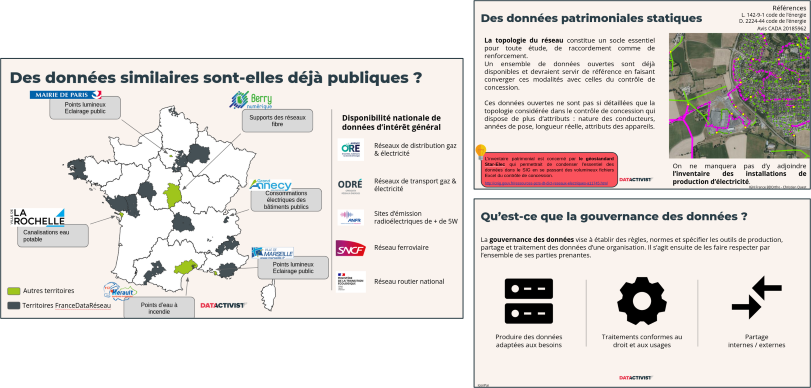 Des données similaires sont-elles déjà publiques ?
MAIRIE DE PARIS
Points lumineux
Eclairage public
Berry
numérique
Supports des réseaux
fibre
Annecy
Consommations
électriques des
bâtiments publics
LA
ROCHELLE
Canalisations eau
potable
MARSEILLE
Points lumineux
Éclairage public
Hérault
Points d'eau à
incendie
Autres territoires
Territoires FranceDataRéseau
DATACTIVIST
Disponibilité nationale de
données d'intérêt général
ORE
Réseaux de distribution gaz
& électricité
ODRÉ
Réseaux de transport gaz &
électricité
ANFR
Sites d'émission
radioélectriques de + de 5W
SNCF
Réseau ferroviaire
Réseau routier national
Des données patrimoniales statiques
Références
L. 142-9-1 code de l'énergie
D. 2224-44 code de l'énergie
Avis CADA 20185962
La topologie du réseau constitue un socle essentiel
pour toute étude, de raccordement comme de
renforcement.
Un ensemble de données ouvertes sont déjà
disponibles et devraient servir de référence en faisant
converger ces modalités avec celles du contrôle de
concession.
Ces données ouvertes ne sont pas si détaillées que la
topologie considérée dans le contrôle de concession qui
dispose de plus d'attributs : nature des conducteurs,
années de pose, longueur réelle, attributs des appareils.
L'inventaire patrimonial est concerné par le géostandard
Star-Elec qui permettrait de condenser l'essentiel des
données dans le SIG en se passant des volumineux fichiers
Excel du contrôle de concession.
DATACTIVIST
On ne manquera pas d'y adjoindre
l'inventaire des installations de
production d'électricité.
Qu'est-ce que la gouvernance des données ?
La gouvernance des données vise à établir des règles, normes et spécifier les outils de production,
partage et traitement des données d'une organisation. Il s'agit ensuite de les faire respecter par
l'ensemble de ses parties prenantes.
Produire des données
adaptées aux besoins
Traitements conformes au
droit et aux usages
Partage
internes / externes
DATACTIVIST